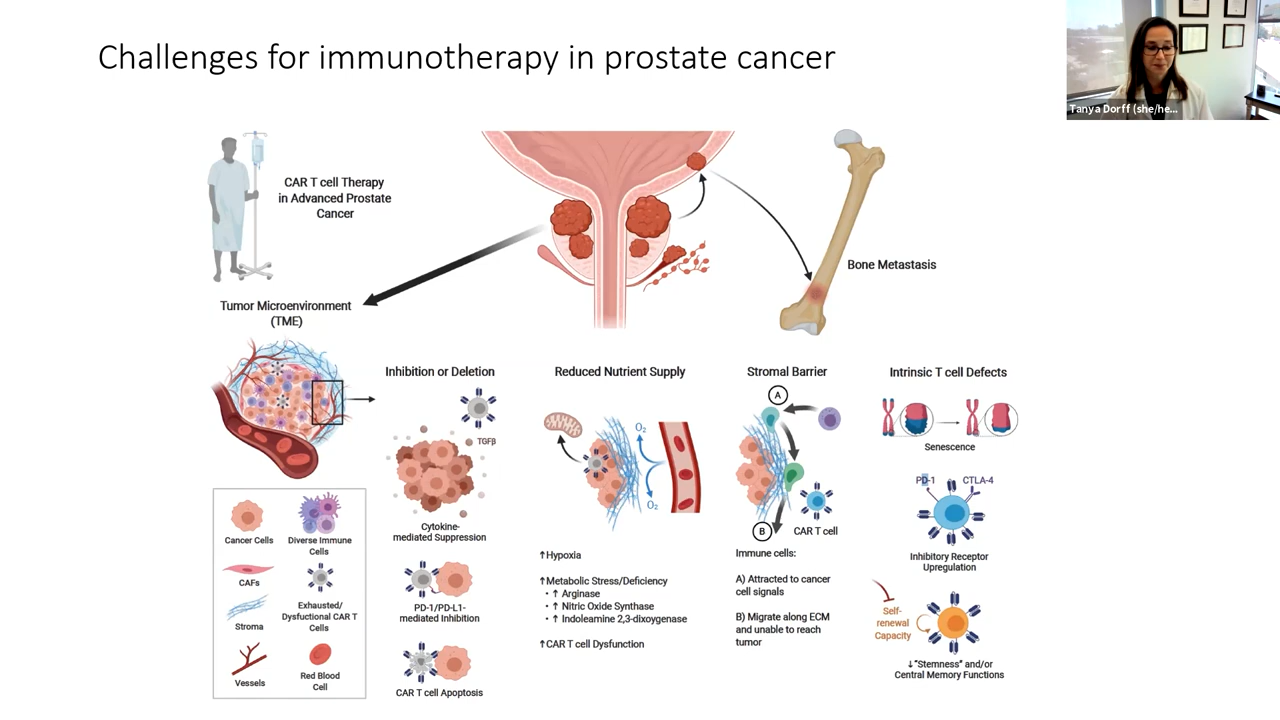 Challenges for immunotherapy in prostate cancer
Tanya Dorff (she/he...
CAR T cell Therapy
in Advanced Prostate
Cancer
Bone Metastasis
Tumor Microenvironment
(TME)
Inhibition or Deletion
TGFβ
Cytokine-
mediated Suppression
PD-1/PD-L1-
mediated Inhibition
CAR T cell Apoptosis
Reduced Nutrient Supply
O₂
O₂
↑Hypoxia
↑Metabolic Stress/Deficiency
• ↑ Arginase
• ↑ Nitric Oxide Synthase
• ↑ Indoleamine 2,3-dixoygenase
↑CAR T cell Dysfunction
Stromal Barrier
A
B
CAR T cell
Immune cells:
A) Attracted to cancer
cell signals
B) Migrate along ECM
and unable to reach
tumor
Intrinsic T cell Defects
Senescence
PD-1
CTLA-4
Inhibitory Receptor
Upregulation
Self-
renewal
Capacity
↓"Stemness" and/or
Central Memory Functions
Cancer Cells
Diverse Immune
Cells
CAFs
Exhausted/
Dysfuctional CAR T
Cells
Stroma
Vessels
Red Blood
Cell